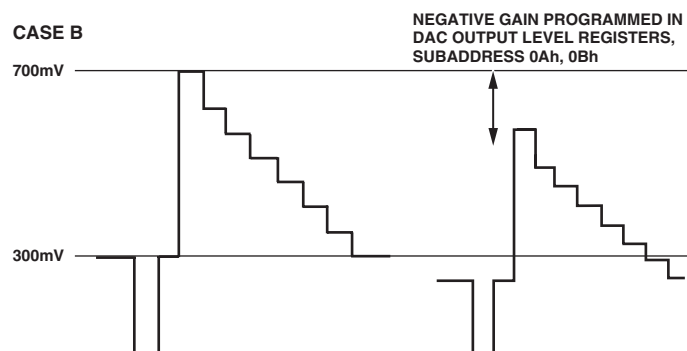 CASE B
NEGATIVE GAIN PROGRAMMED IN
DAC OUTPUT LEVEL REGISTERS,
SUBADDRESS 0Ah, 0Bh
700mV
300mV